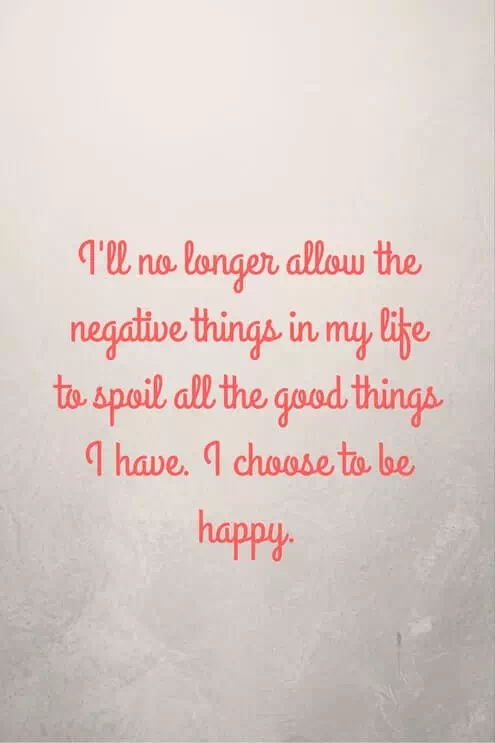 I'll no longer allow the
negative things in my life
to spoil all the good things
I have. I choose to be
happy.